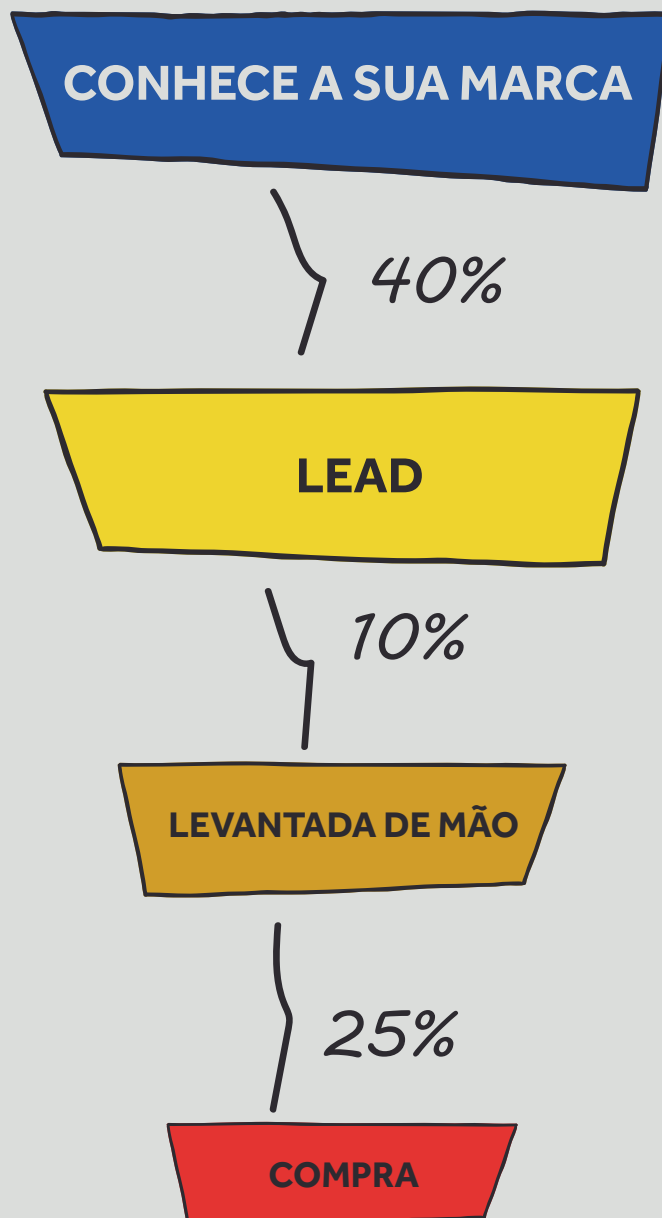 CONHECE A SUA MARCA
40%
LEAD
10%
LEVANTADA DE MÃO
25%
COMPRA